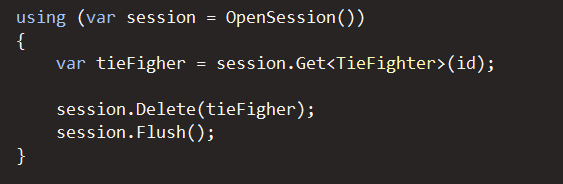 using (var session = OpenSession())
{
    var tieFigher = session.Get<TieFighter>(id);

    session.Delete(tieFigher);
    session.Flush();
}